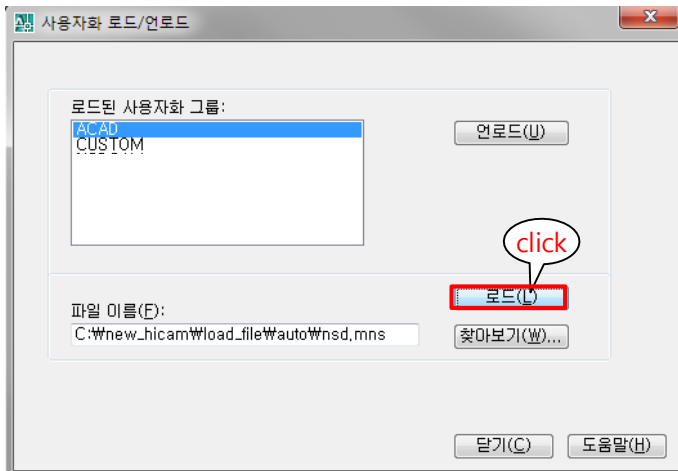 사용자화 로드/언로드
로드된 사용자화 그룹:
ACAD
CUSTOM
언로드(U)
click
로드(L)
파일 이름(F):
C:₩new_hicam₩load_file₩auto₩nsd.mns
찾아보기(W)...
닫기(C)
도움말(H)